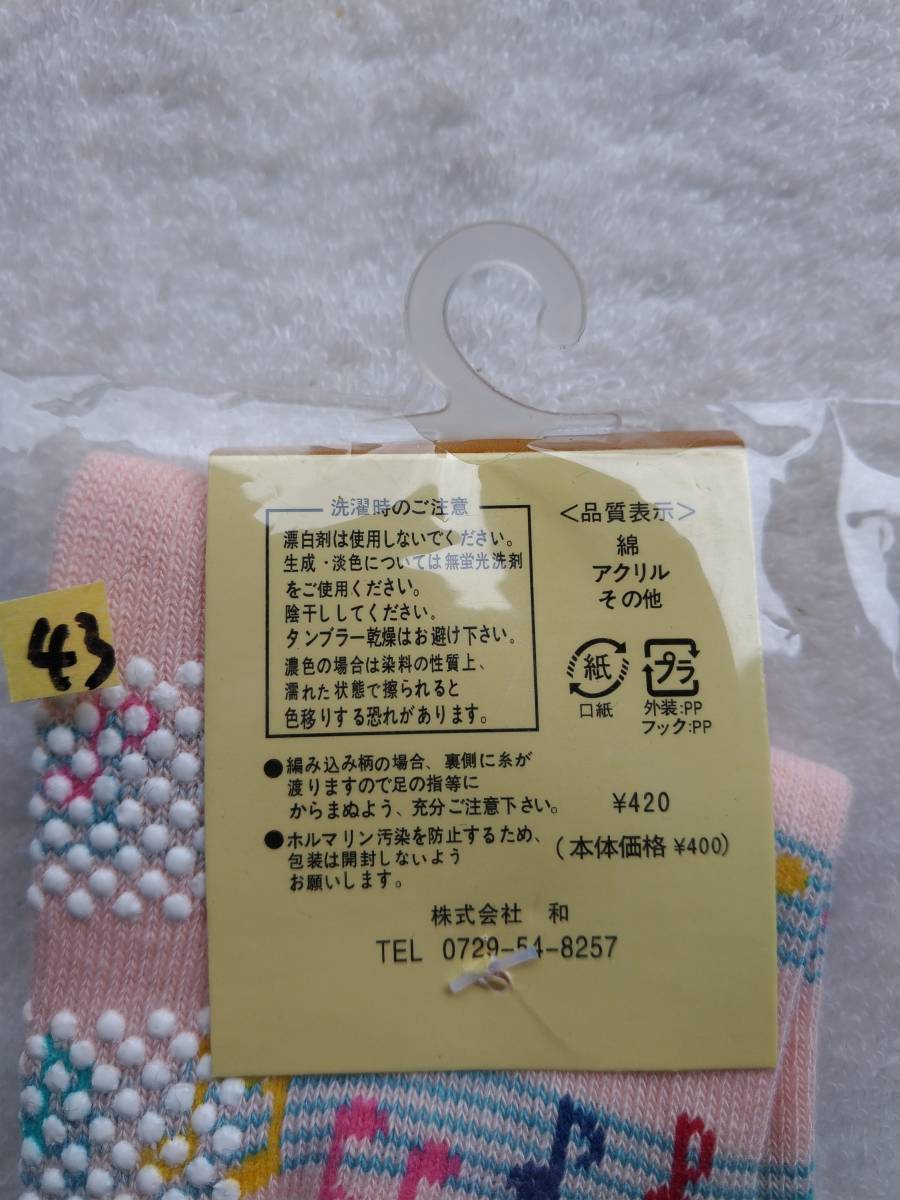 洗濯時のご注意
漂白剤は使用しないでください。
生成・淡色については無蛍光洗剤
をご使用ください。
陰干ししてください。
タンブラー乾燥はお避け下さい。
濃色の場合は染料の性質上、
濡れた状態で擦られると
色移りする恐れがあります。
<品質表示>
綿
アクリル
その他
紙
口紙
プラ
外装:PP
フック:PP
43
●編み込み柄の場合、裏側に糸が
渡りますので足の指等に
からまぬよう、充分ご注意下さい。
●ホルマリン汚染を防止するため、
包装は開封しないよう
お願いします。
¥420
(本体価格 ¥400)
株式会社 和
TEL 0729-54-8257